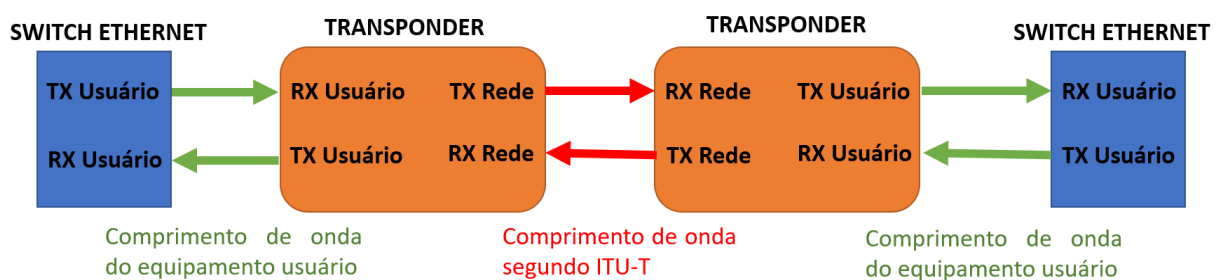 SWITCH ETHERNET
TRANSPONDER
TRANSPONDER
SWITCH ETHERNET
TX Usuário
RX Usuário
TX Rede
RX Rede
TX Usuário
RX Usuário
RX Usuário
TX Usuário
RX Rede
TX Rede
RX Usuário
TX Usuário
Comprimento de onda
do equipamento usuário
Comprimento de onda
segundo ITU-T
Comprimento de onda
do equipamento usuário